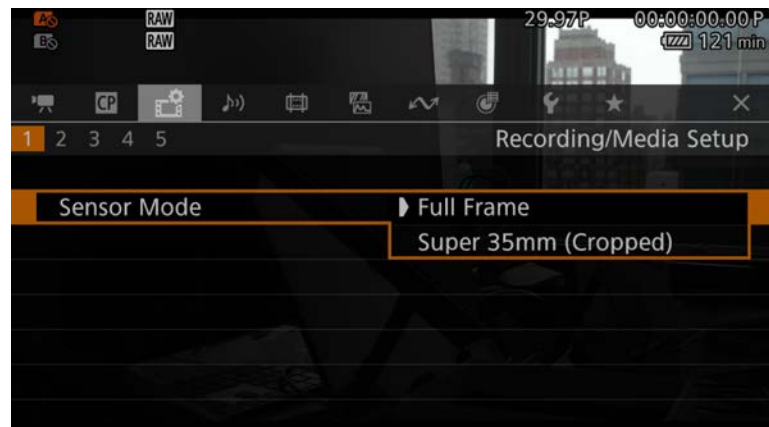 A RAW 29.97P 00:00:00.00 P
B RAW 121 min
CP
1 2 3 4 5 Recording/Media Setup
Sensor Mode Full Frame
Super 35mm (Cropped)